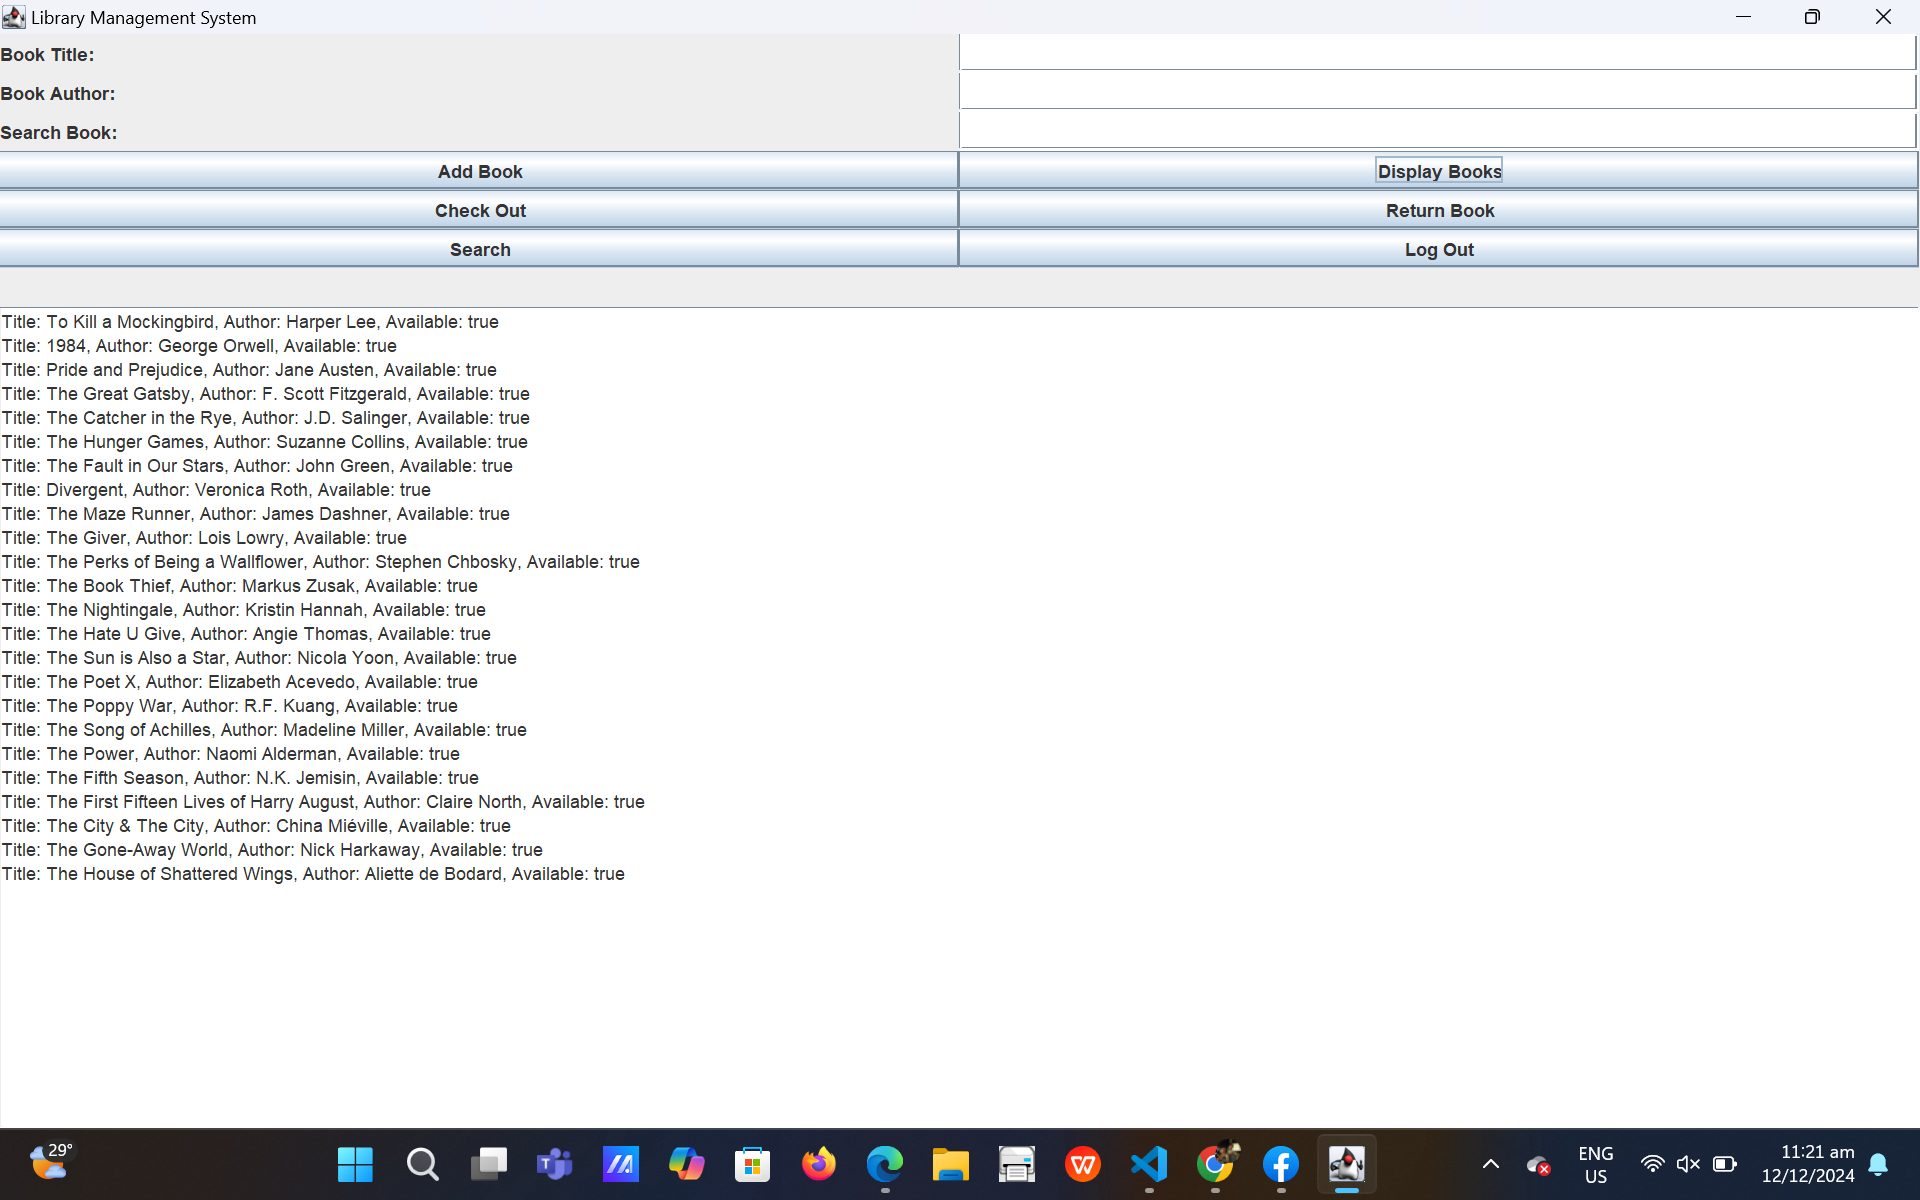 Library Management System
Book Title:
Book Author:
Search Book:
Add Book
Display Books
Check Out
Return Book
Search
Log Out
Title: To Kill a Mockingbird, Author: Harper Lee, Available: true
Title: 1984, Author: George Orwell, Available: true
Title: Pride and Prejudice, Author: Jane Austen, Available: true
Title: The Great Gatsby, Author: F. Scott Fitzgerald, Available: true
Title: The Catcher in the Rye, Author: J.D. Salinger, Available: true
Title: The Hunger Games, Author: Suzanne Collins, Available: true
Title: The Fault in Our Stars, Author: John Green, Available: true
Title: Divergent, Author: Veronica Roth, Available: true
Title: The Maze Runner, Author: James Dashner, Available: true
Title: The Giver, Author: Lois Lowry, Available: true
Title: The Perks of Being a Wallflower, Author: Stephen Chbosky, Available: true
Title: The Book Thief, Author: Markus Zusak, Available: true
Title: The Nightingale, Author: Kristin Hannah, Available: true
Title: The Hate U Give, Author: Angie Thomas, Available: true
Title: The Sun is Also a Star, Author: Nicola Yoon, Available: true
Title: The Poet X, Author: Elizabeth Acevedo, Available: true
Title: The Poppy War, Author: R.F. Kuang, Available: true
Title: The Song of Achilles, Author: Madeline Miller, Available: true
Title: The Power, Author: Naomi Alderman, Available: true
Title: The Fifth Season, Author: N.K. Jemisin, Available: true
Title: The First Fifteen Lives of Harry August, Author: Claire North, Available: true
Title: The City & The City, Author: China Miéville, Available: true
Title: The Gone-Away World, Author: Nick Harkaway, Available: true
Title: The House of Shattered Wings, Author: Aliette de Bodard, Available: true
29°
ENG
US
11:21 am
12/12/2024